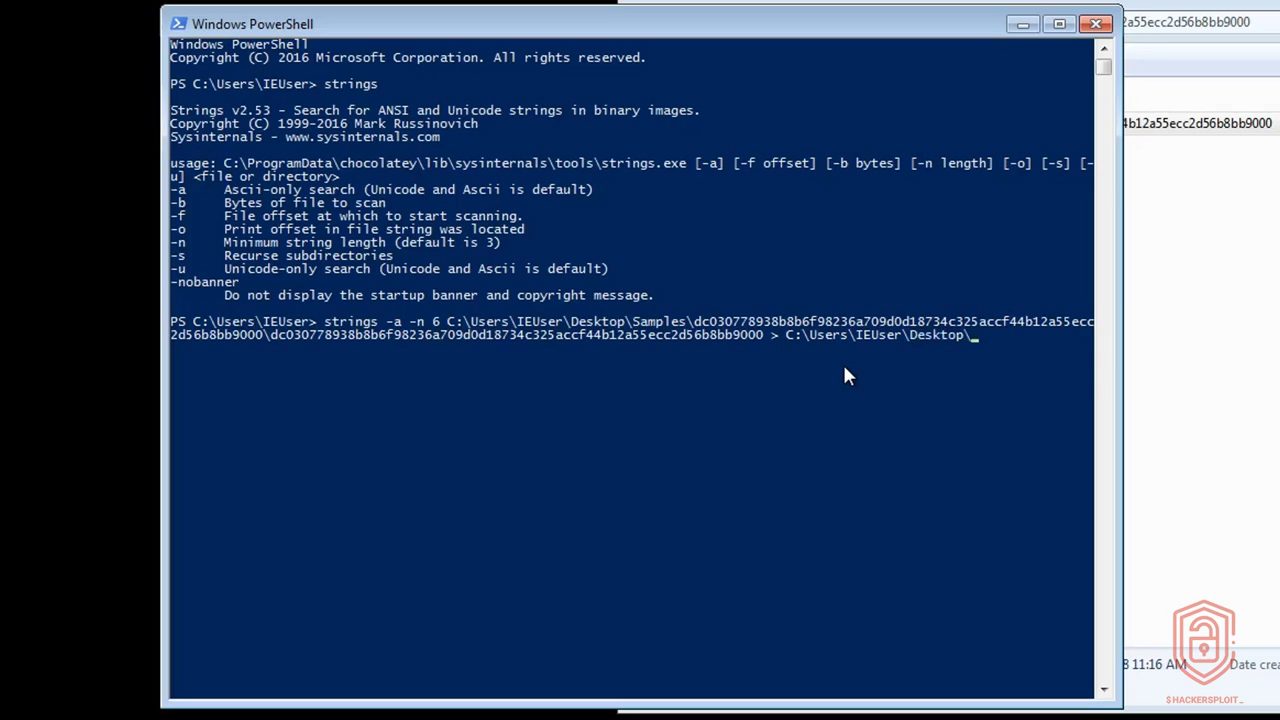 Windows PowerShell
a55ecc2d56b8bb9000
Windows PowerShell
Copyright (C) 2016 Microsoft Corporation. All rights reserved.
PS C:\Users\IEUser> strings
Strings v2.53 - Search for ANSI and Unicode strings in binary images.
Copyright (C) 1999-2016 Mark Russinovich
Sysinternals - www.sysinternals.com
usage: C:\ProgramData\chocolatey\lib\sysinternals\tools\strings.exe [-a] [-f offset] [-b bytes] [-n length] [-o] [-s] [-
u] <file or directory>
-a Ascii-only search (Unicode and Ascii is default)
-b Bytes of file to scan
-f File offset at which to start scanning.
-o Print offset in file string was located
-n Minimum string length (default is 3)
-s Recurse subdirectories
-u Unicode-only search (Unicode and Ascii is default)
-nobanner
Do not display the startup banner and copyright message.
PS C:\Users\IEUser> strings -a -n 6 C:\Users\IEUser\Desktop\Samples\dc030778938b8b6f98236a709d0d18734c325accf44b12a55ecc
2d56b8bb9000\dc030778938b8b6f98236a709d0d18734c325accf44b12a55ecc2d56b8bb9000 > C:\Users\IEUser\Desktop\_
4b12a55ecc2d56b8bb9000
8 11:16 AM Date crea
$HACKERSPLOIT_